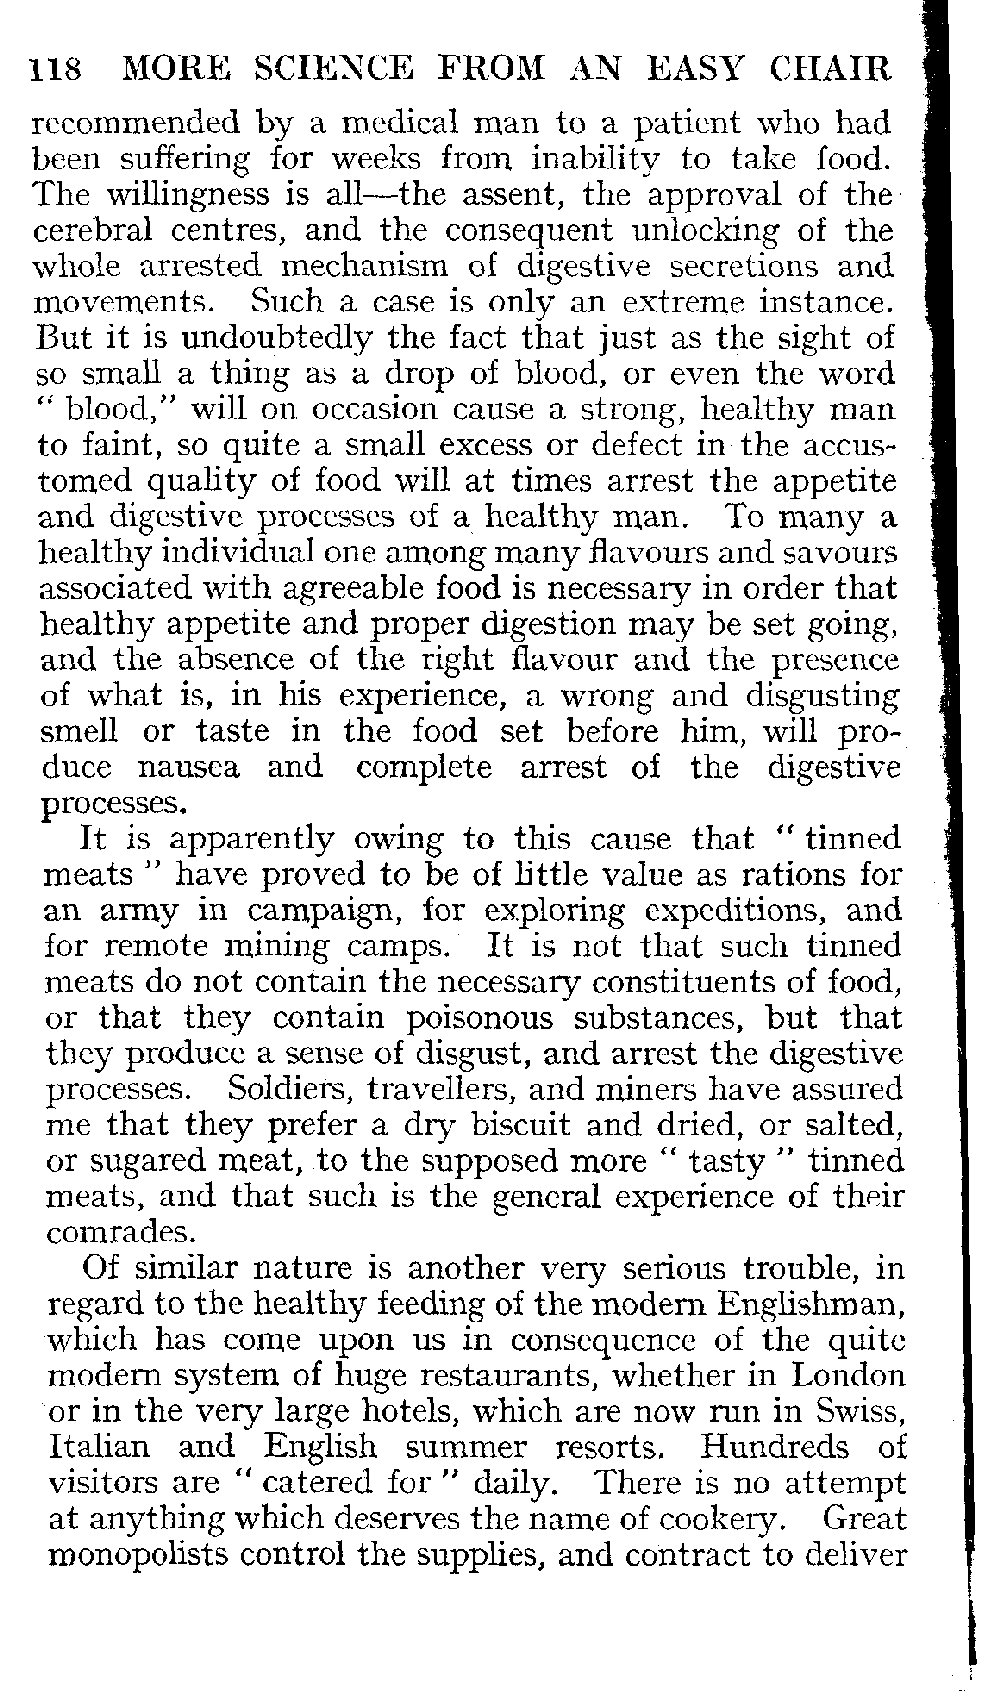 118 MORE SCIENCE FROM AN EASY CHAIR
recommended by a medical man to a patient who had
been suffering for weeks from inability to take food.
The willingness is all—the assent, the approval of the
cerebral centres, and the consequent unlocking of the
whole arrested mechanism of digestive secretions and
movements. Such a case is only an extreme instance.
But it is undoubtedly the fact that just as the sight of
so small a thing as a drop of blood, or even the word
“ blood,” will on occasion cause a strong, healthy man
to faint, so quite a small excess or defect in the accus-
tomed quality of food will at times arrest the appetite
and digestive processes of a healthy man. To many a
healthy individual one among many flavours and savours
associated with agreeable food is necessary in order that
healthy appetite and proper digestion may be set going,
and the absence of the right flavour and the presence
of what is, in his experience, a wrong and disgusting
smell or taste in the food set before him, will pro-
duce nausea and complete arrest of the digestive
processes.
It is apparently owing to this cause that “ tinned
meats ” have proved to be of little value as rations for
an army in campaign, for exploring expeditions, and
for remote mining camps. It is not that such tinned
meats do not contain the necessary constituents of food,
or that they contain poisonous substances, but that
they produce a sense of disgust, and arrest the digestive
processes. Soldiers, travellers, and miners have assured
me that they prefer a dry biscuit and dried, or salted,
or sugared meat, to the supposed more “ tasty ” tinned
meats, and that such is the general experience of their
comrades.
Of similar nature is another very serious trouble, in
regard to the healthy feeding of the modern Englishman,
which has come upon us in consequence of the quite
modern system of huge restaurants, whether in London
or in the very large hotels, which are now run in Swiss,
Italian and English summer resorts. Hundreds of
visitors are “ catered for ” daily. There is no attempt
at anything which deserves the name of cookery. Great
monopolists control the supplies, and contract to deliver